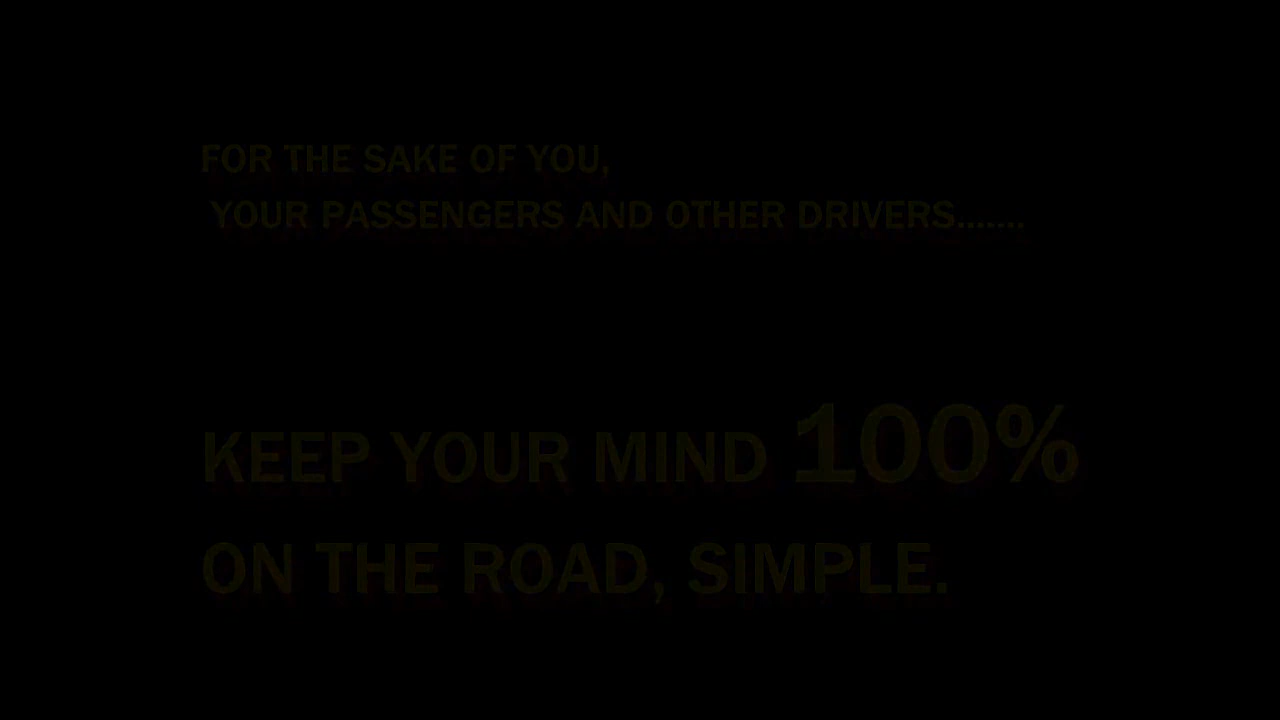 FOR THE SAKE OF YOU,
YOUR PASSENGERS AND OTHER DRIVERS.......
KEEP YOUR MIND 100%
ON THE ROAD, SIMPLE.